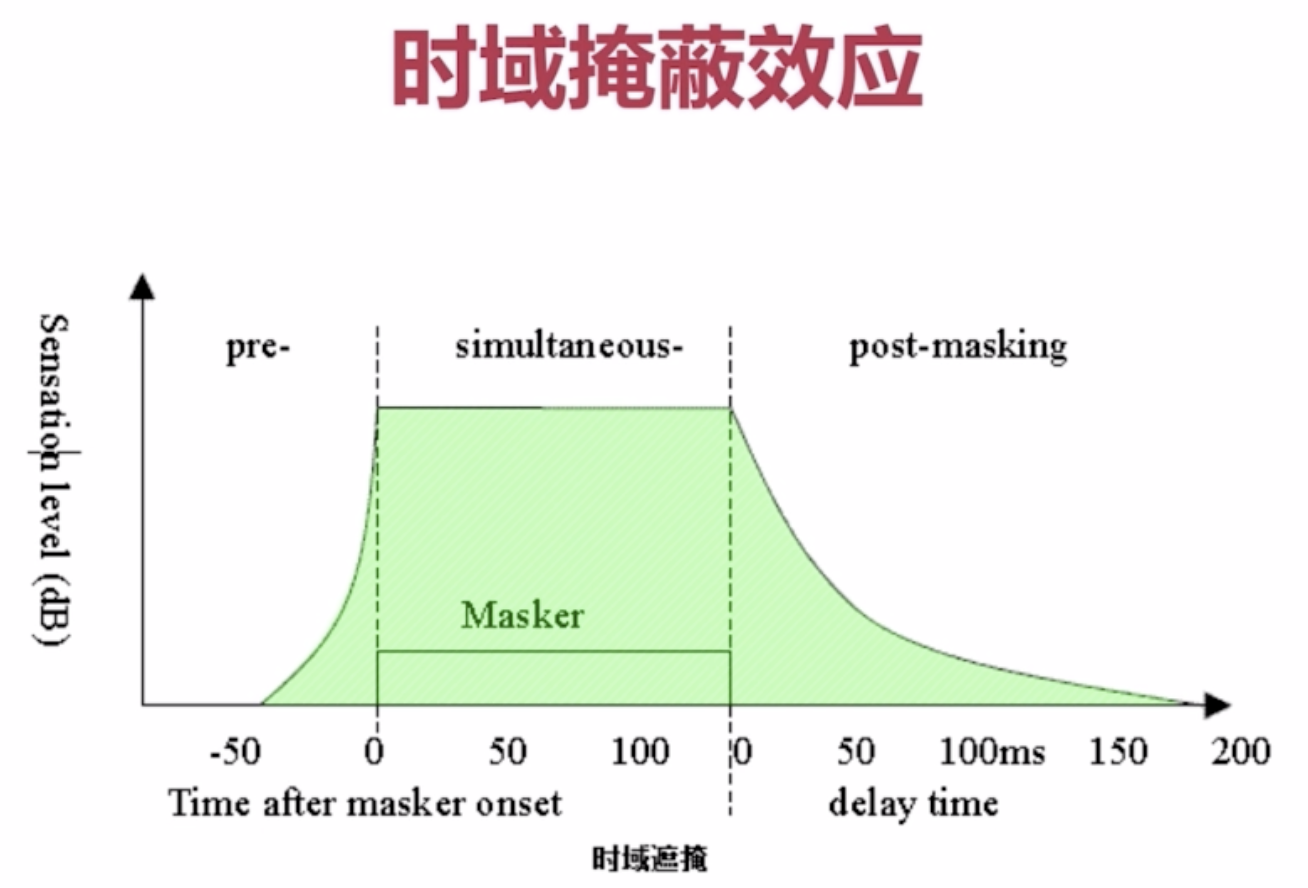 时域掩蔽效应
pre-
simultaneous-
post-masking
Sensation level (dB)
Masker
-50 0 50 100 0 50 100ms 150 200
Time after masker onset
delay time
时域遮掩